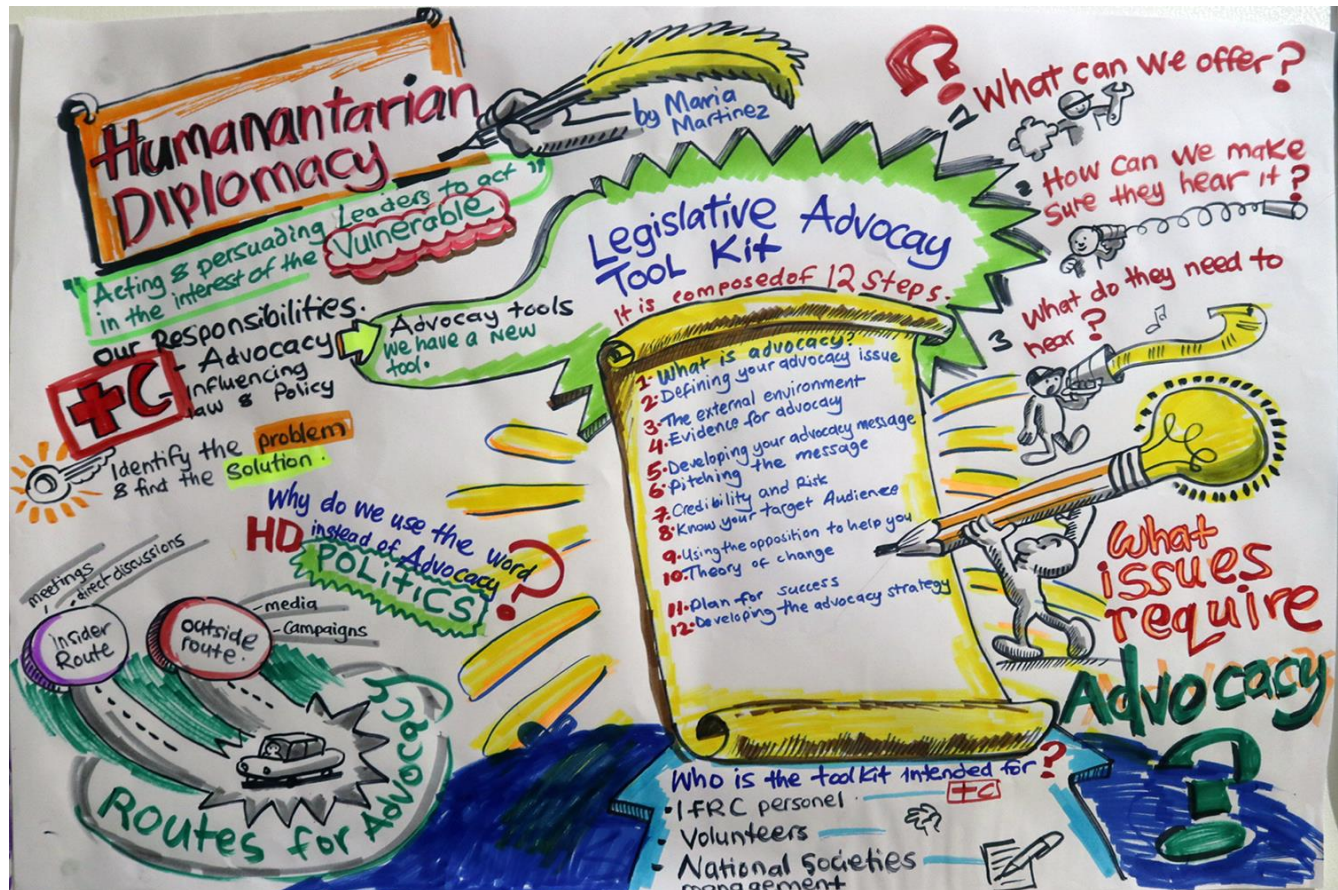 Humanantarian
Diplomacy
by Maria
Martinez
"Acting & persuading Leaders to act"
in the interest of the Vulnerable
our Responsibilities.
- Advocacy
Influencing
law & Policy
+C
Identify the problem
& find the solution.
Advocay tools
we have a new
tool.
Why do we use the word
HD instead of Advocacy
POLITICS
?
meetings
direct discussions
insider
Route
outside
route.
- media
- Campaigns
Routes for Advocacy
Legislative Advocay
Tool Kit
It is composed of 12 Steps.
1. What is advocacy?
2. Defining your advocacy issue
3. The external environment
4. Evidence for advocay
5. Developing your advocacy message
6. Pitching the message
7. Credibility and Risk
8. Know your target Audience
9. Using the opposition to help you
10. Theory of change
11. Plan for success
12. Developing the advocacy strategy
Who is the toolkit intended for?
+C
• IFRC personel
• Volunteers
• National Societies
management
?
1 What can we offer?
2 How can we make
sure they hear it?
3 What do they need to
hear?
What
issues
require
Advocacy
?